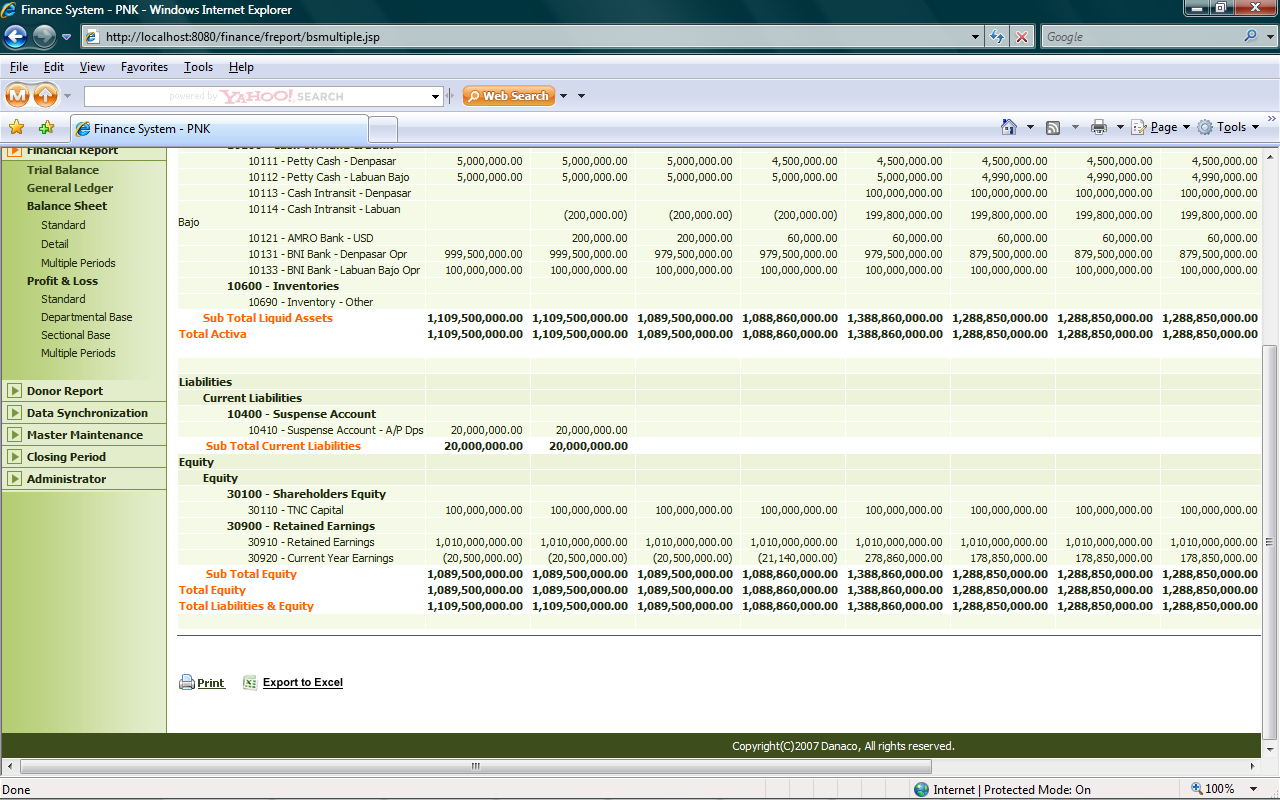 Finance System - PNK - Windows Internet Explorer
http://localhost:8080/finance/freport/bsmultiple.jsp
Google
File Edit View Favorites Tools Help
M powered by YAHOO! SEARCH Web Search
Finance System - PNK
Page Tools
Financial Report
Trial Balance
General Ledger
Balance Sheet
Standard
Detail
Multiple Periods
Profit & Loss
Standard
Departmental Base
Sectional Base
Multiple Periods
Donor Report
Data Synchronization
Master Maintenance
Closing Period
Administrator
10111 - Petty Cash - Denpasar 5,000,000.00 5,000,000.00 5,000,000.00 4,500,000.00 4,500,000.00 4,500,000.00 4,500,000.00 4,500,000.00
10112 - Petty Cash - Labuan Bajo 5,000,000.00 5,000,000.00 5,000,000.00 5,000,000.00 5,000,000.00 4,990,000.00 4,990,000.00 4,990,000.00
10113 - Cash Intransit - Denpasar 100,000,000.00 100,000,000.00 100,000,000.00 100,000,000.00
10114 - Cash Intransit - Labuan
Bajo (200,000.00) (200,000.00) (200,000.00) 199,800,000.00 199,800,000.00 199,800,000.00 199,800,000.00
10121 - AMRO Bank - USD 200,000.00 200,000.00 60,000.00 60,000.00 60,000.00 60,000.00 60,000.00
10131 - BNI Bank - Denpasar Opr 999,500,000.00 999,500,000.00 979,500,000.00 979,500,000.00 979,500,000.00 879,500,000.00 879,500,000.00 879,500,000.00
10133 - BNI Bank - Labuan Bajo Opr 100,000,000.00 100,000,000.00 100,000,000.00 100,000,000.00 100,000,000.00 100,000,000.00 100,000,000.00 100,000,000.00
10600 - Inventories
10690 - Inventory - Other
Sub Total Liquid Assets 1,109,500,000.00 1,109,500,000.00 1,089,500,000.00 1,088,860,000.00 1,388,860,000.00 1,288,850,000.00 1,288,850,000.00 1,288,850,000.00
Total Activa 1,109,500,000.00 1,109,500,000.00 1,089,500,000.00 1,088,860,000.00 1,388,860,000.00 1,288,850,000.00 1,288,850,000.00 1,288,850,000.00
Liabilities
Current Liabilities
10400 - Suspense Account
10410 - Suspense Account - A/P Dps 20,000,000.00 20,000,000.00
Sub Total Current Liabilities 20,000,000.00 20,000,000.00
Equity
Equity
30100 - Shareholders Equity
30110 - TNC Capital 100,000,000.00 100,000,000.00 100,000,000.00 100,000,000.00 100,000,000.00 100,000,000.00 100,000,000.00 100,000,000.00
30900 - Retained Earnings
30910 - Retained Earnings 1,010,000,000.00 1,010,000,000.00 1,010,000,000.00 1,010,000,000.00 1,010,000,000.00 1,010,000,000.00 1,010,000,000.00 1,010,000,000.00
30920 - Current Year Earnings (20,500,000.00) (20,500,000.00) (20,500,000.00) (21,140,000.00) 278,860,000.00 178,850,000.00 178,850,000.00 178,850,000.00
Sub Total Equity 1,089,500,000.00 1,089,500,000.00 1,089,500,000.00 1,088,860,000.00 1,388,860,000.00 1,288,850,000.00 1,288,850,000.00 1,288,850,000.00
Total Equity 1,089,500,000.00 1,089,500,000.00 1,089,500,000.00 1,088,860,000.00 1,388,860,000.00 1,288,850,000.00 1,288,850,000.00 1,288,850,000.00
Total Liabilities & Equity 1,109,500,000.00 1,109,500,000.00 1,089,500,000.00 1,088,860,000.00 1,388,860,000.00 1,288,850,000.00 1,288,850,000.00 1,288,850,000.00
Print Export to Excel
Copyright(C)2007 Danaco, All rights reserved.
Done Internet | Protected Mode: On 100%